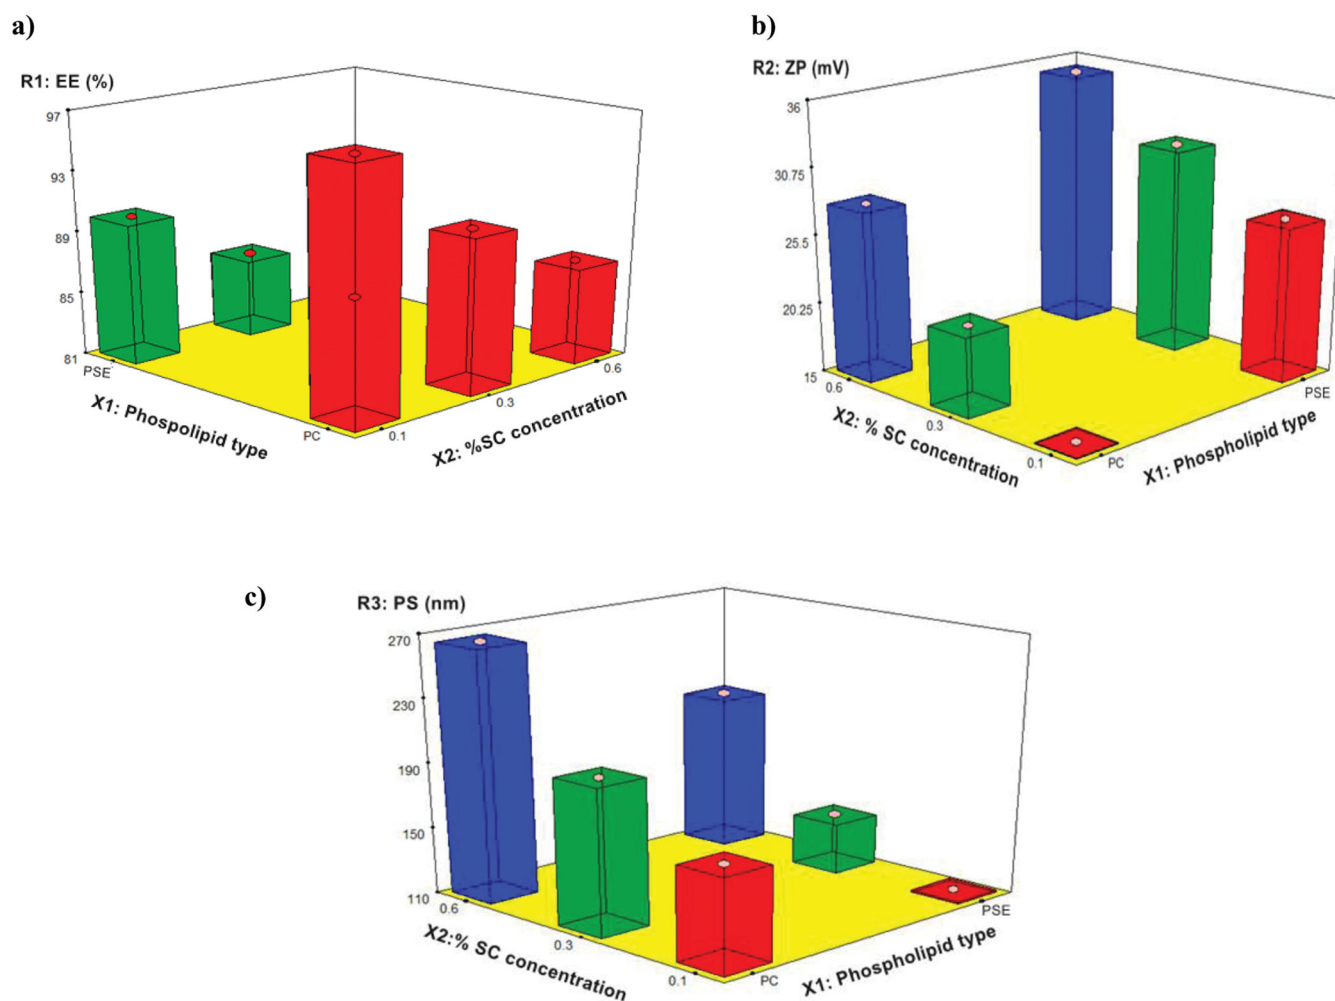 a)
R1: EE (%)
97
93
89
85
81
PSE
X1: Phospolipid type
PC
0.1
0.3
0.6
X2: %SC concentration
b)
R2: ZP (mV)
36
30.75
25.5
20.25
15
0.6
0.3
0.1
X2: % SC concentration
PC
PSE
X1: Phospholipid type
c)
R3: PS (nm)
270
230
190
150
110
0.6
0.3
0.1
X2:% SC concentration
PC
PSE
X1: Phospholipid type